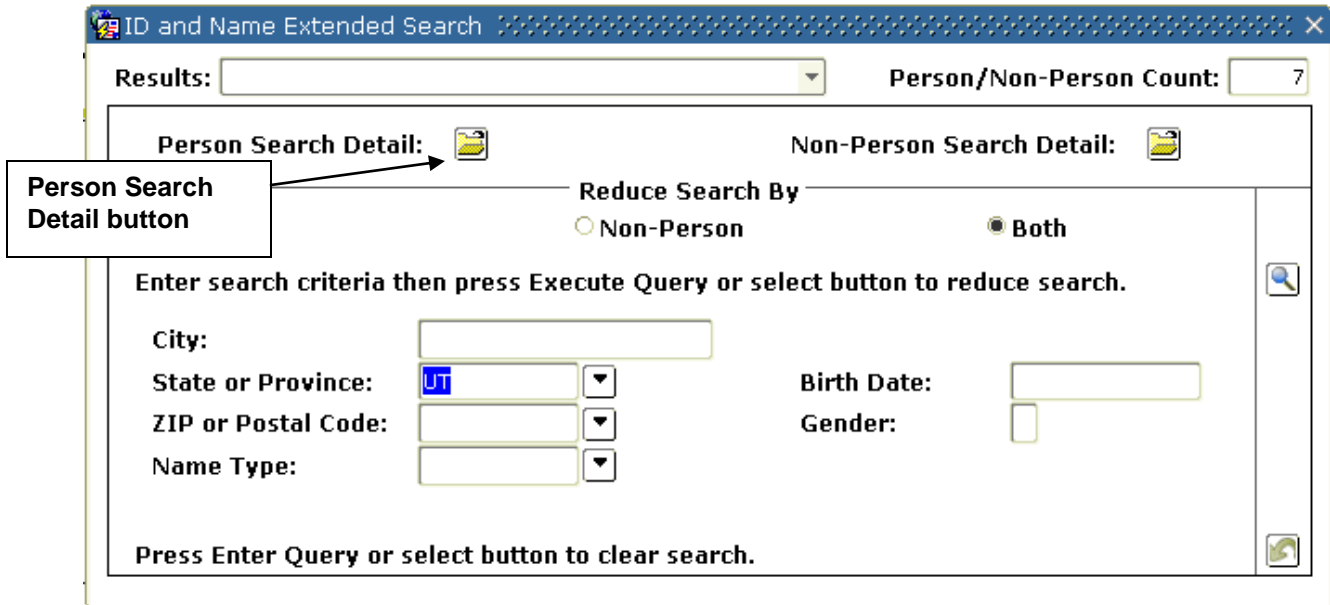 ID and Name Extended Search
Results: Person/Non-Person Count: 7
Person Search Detail: Non-Person Search Detail:
Person Search
Detail button
Reduce Search By
Non-Person Both
Enter search criteria then press Execute Query or select button to reduce search.
City:
State or Province: UT Birth Date:
ZIP or Postal Code: Gender:
Name Type:
Press Enter Query or select button to clear search.